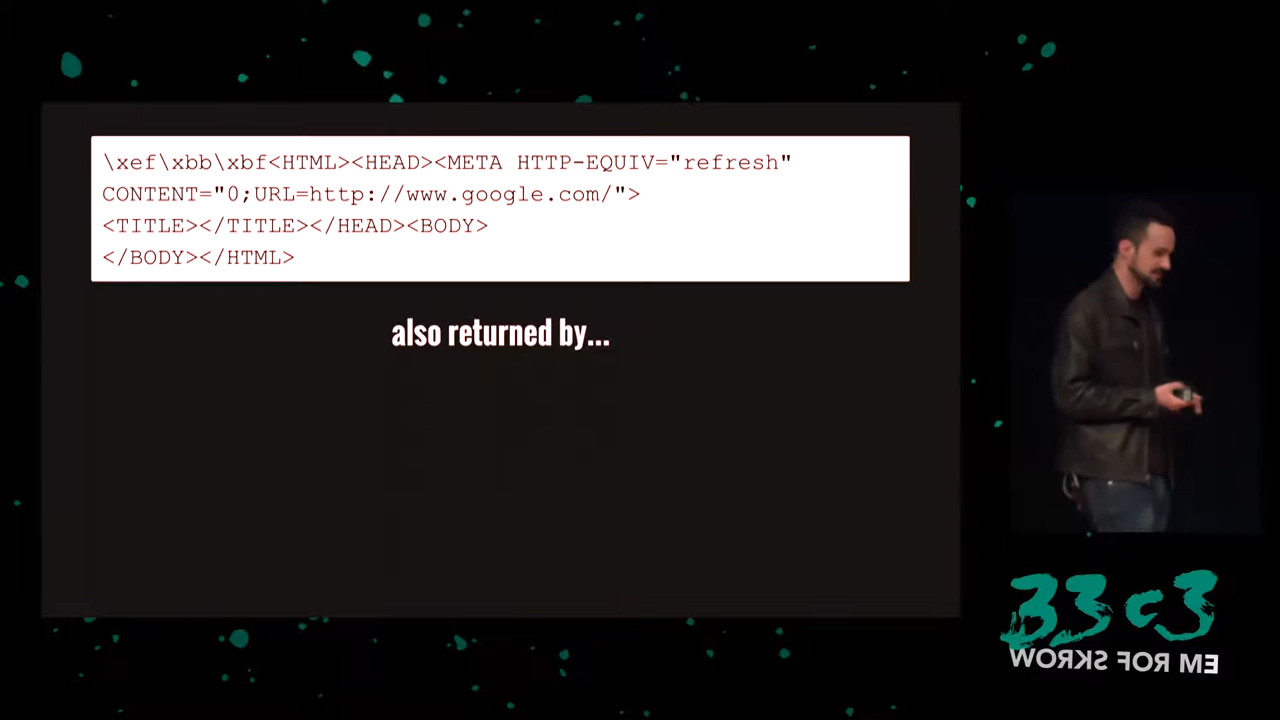 \xef\xbb\xbf<HTML><HEAD><META HTTP-EQUIV="refresh"
CONTENT="0;URL=http://www.google.com/">
<TITLE></TITLE></HEAD><BODY>
</BODY></HTML>
also returned by...
33c3
WORKS FOR ME